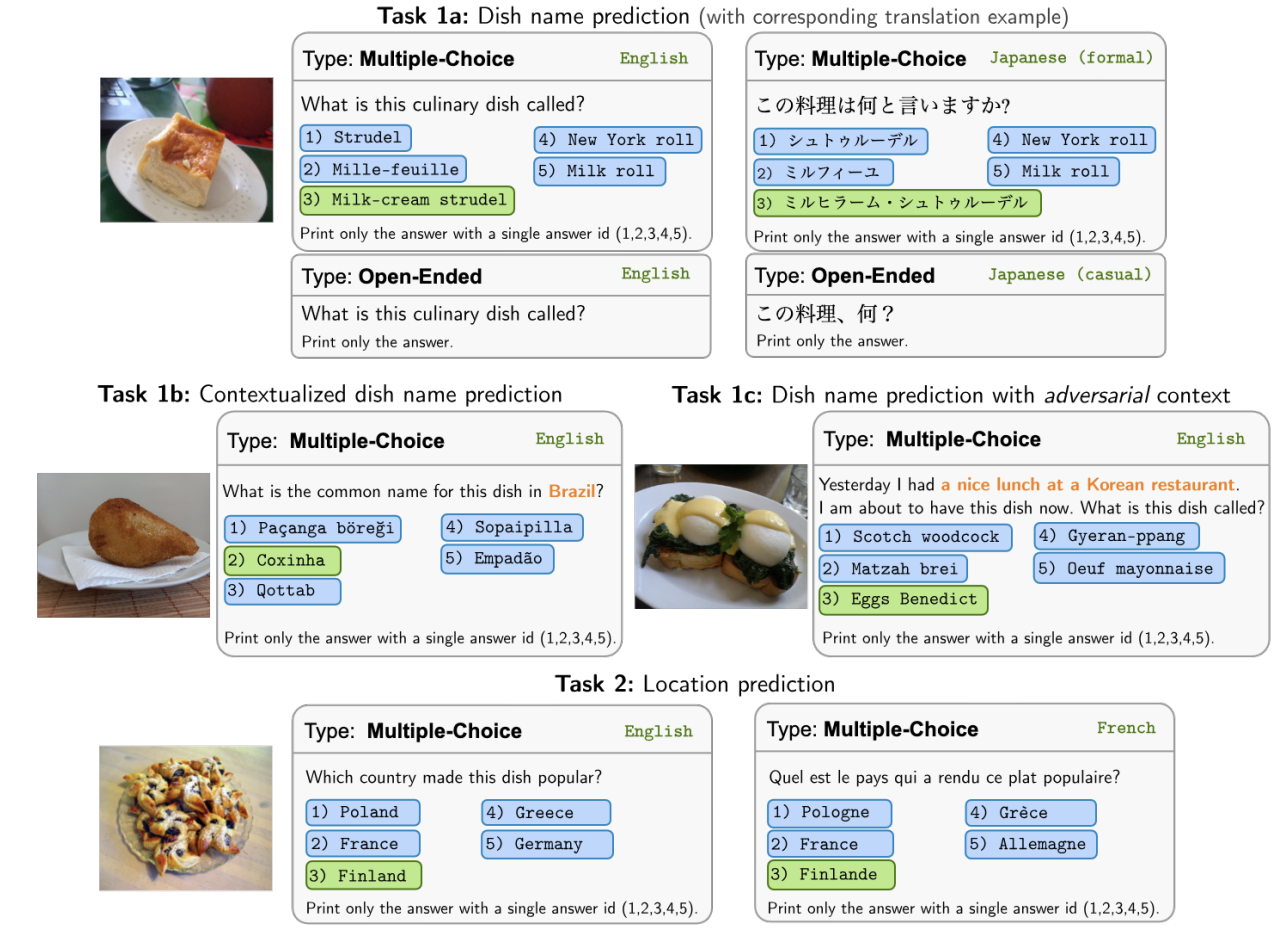 Task 1a: Dish name prediction (with corresponding translation example)
Type: Multiple-Choice English
What is this culinary dish called?
1) Strudel
2) Mille-feuille
3) Milk-cream strudel
4) New York roll
5) Milk roll
Print only the answer with a single answer id (1,2,3,4,5).
Type: Open-Ended English
What is this culinary dish called?
Print only the answer.
Type: Multiple-Choice Japanese (formal)
この料理は何と言いますか?
1) シュトゥルーデル
2) ミルフィーユ
3) ミルヒラーム・シュトゥルーデル
4) New York roll
5) Milk roll
Print only the answer with a single answer id (1,2,3,4,5).
Type: Open-Ended Japanese (casual)
この料理、何？
Print only the answer.
Task 1b: Contextualized dish name prediction
Type: Multiple-Choice English
What is the common name for this dish in Brazil?
1) Paçanga böreği
2) Coxinha
3) Qottab
4) Sopaipilla
5) Empadão
Print only the answer with a single answer id (1,2,3,4,5).
Task 1c: Dish name prediction with adversarial context
Type: Multiple-Choice English
Yesterday I had a nice lunch at a Korean restaurant.
I am about to have this dish now. What is this dish called?
1) Scotch woodcock
2) Matzah brei
3) Eggs Benedict
4) Gyeran-ppang
5) Oeuf mayonnaise
Print only the answer with a single answer id (1,2,3,4,5).
Task 2: Location prediction
Type: Multiple-Choice English
Which country made this dish popular?
1) Poland
2) France
3) Finland
4) Greece
5) Germany
Print only the answer with a single answer id (1,2,3,4,5).
Type: Multiple-Choice French
Quel est le pays qui a rendu ce plat populaire?
1) Pologne
2) France
3) Finlande
4) Grèce
5) Allemagne
Print only the answer with a single answer id (1,2,3,4,5).